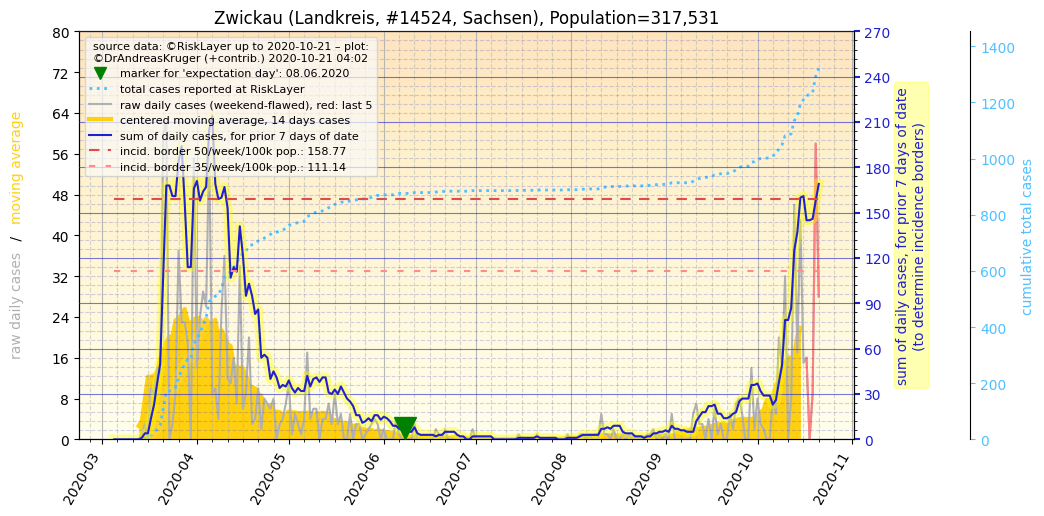 Zwickau (Landkreis, #14524, Sachsen), Population=317,531
source data: ©RiskLayer up to 2020-10-21 – plot:
©DrAndreasKruger (+contrib.) 2020-10-21 04:02
marker for 'expectation day': 08.06.2020
total cases reported at RiskLayer
raw daily cases (weekend-flawed), red: last 5
centered moving average, 14 days cases
sum of daily cases, for prior 7 days of date
incid. border 50/week/100k pop.: 158.77
incid. border 35/week/100k pop.: 111.14
raw daily cases / moving average
80
72
64
56
48
40
32
24
16
8
0
2020-03
2020-04
2020-05
2020-06
2020-07
2020-08
2020-09
2020-10
2020-11
270
240
210
180
150
120
90
60
30
0
sum of daily cases, for prior 7 days of date
(to determine incidence borders)
1400
1200
1000
800
600
400
200
0
cumulative total cases